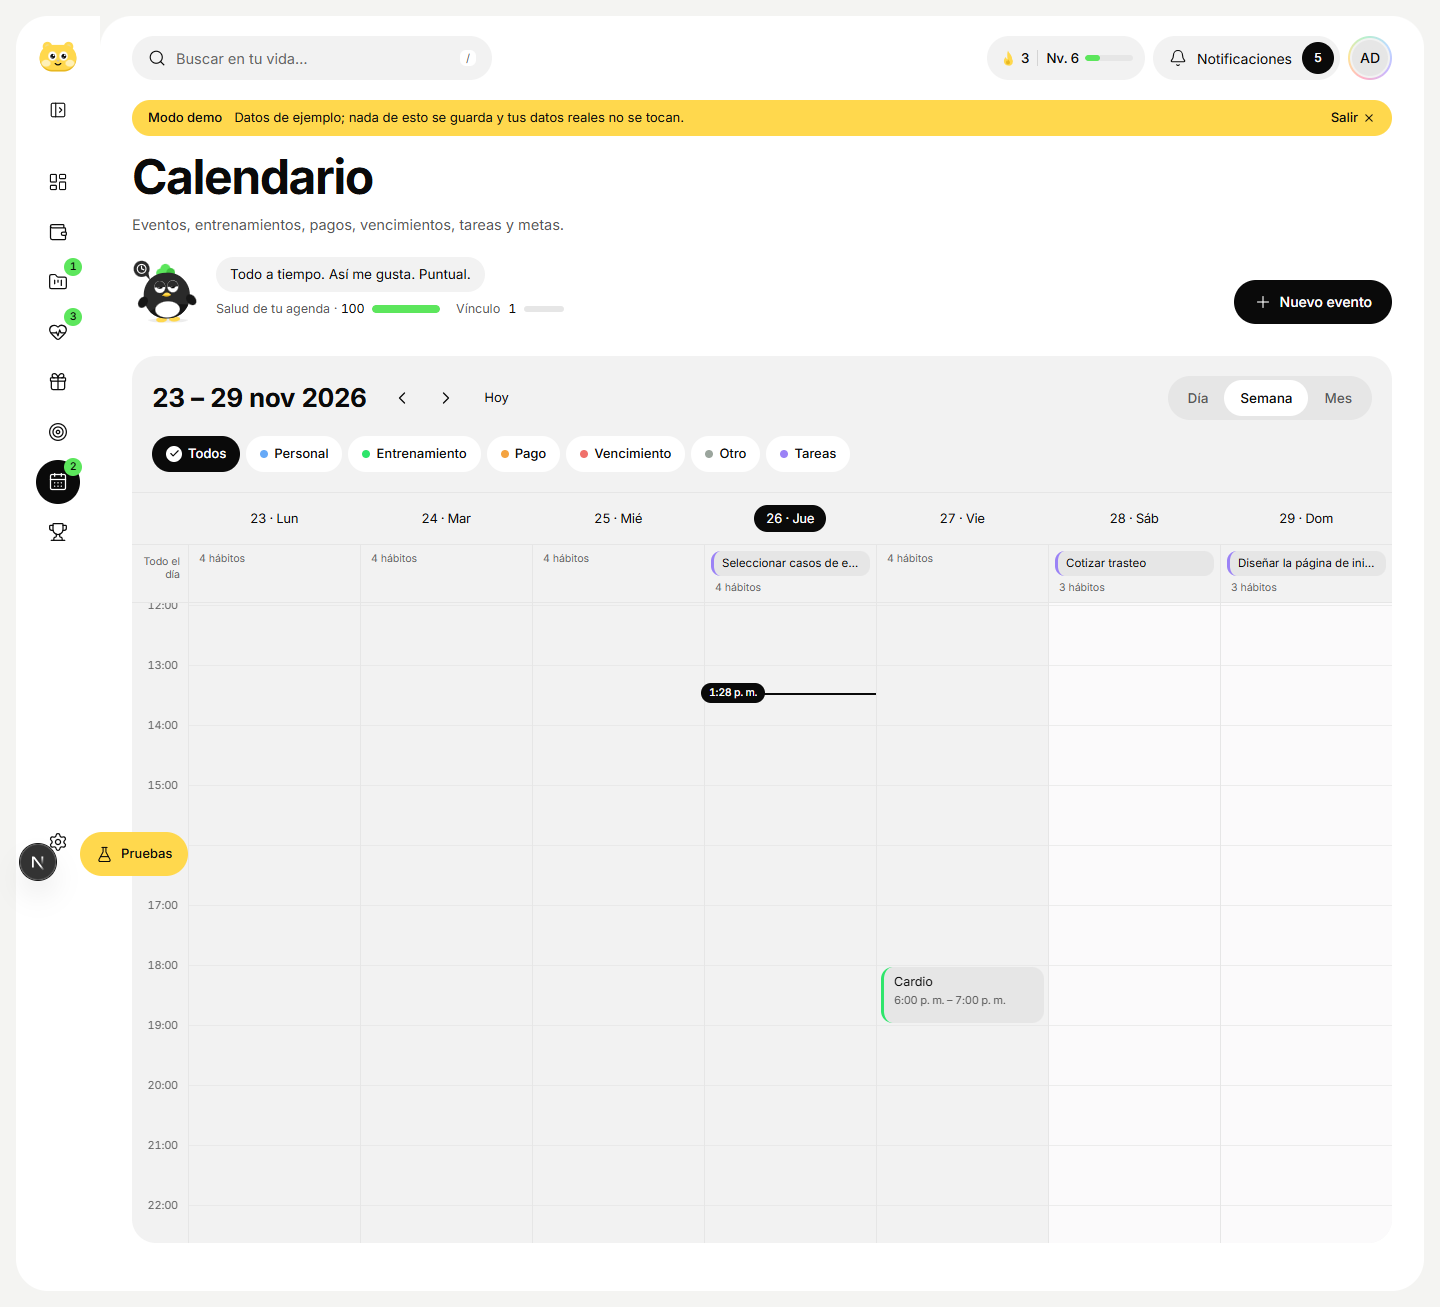 Buscar en tu vida...
/
3
Nv. 6
Notificaciones
5
AD
Modo demo Datos de ejemplo; nada de esto se guarda y tus datos reales no se tocan.
Salir ×
Calendario
Eventos, entrenamientos, pagos, vencimientos, tareas y metas.
1
3
2
Todo a tiempo. Así me gusta. Puntual.
Salud de tu agenda · 100
Vínculo 1
+ Nuevo evento
23 – 29 nov 2026
Hoy
Día
Semana
Mes
Todos
Personal
Entrenamiento
Pago
Vencimiento
Otro
Tareas
23 · Lun
24 · Mar
25 · Mié
26 · Jue
27 · Vie
28 · Sáb
29 · Dom
Todo el
día
4 hábitos
4 hábitos
4 hábitos
Seleccionar casos de e...
4 hábitos
4 hábitos
Cotizar trasteo
3 hábitos
Diseñar la página de ini...
3 hábitos
12:00
13:00
1:28 p. m.
14:00
15:00
N
Pruebas
17:00
18:00
Cardio
6:00 p. m. – 7:00 p. m.
19:00
20:00
21:00
22:00